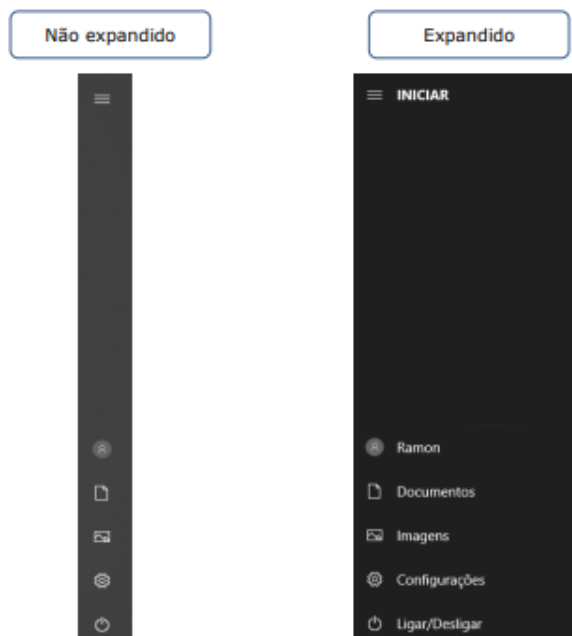 Não expandido
Expandido
INICIAR
Ramon
Documentos
Imagens
Configurações
Ligar/Desligar